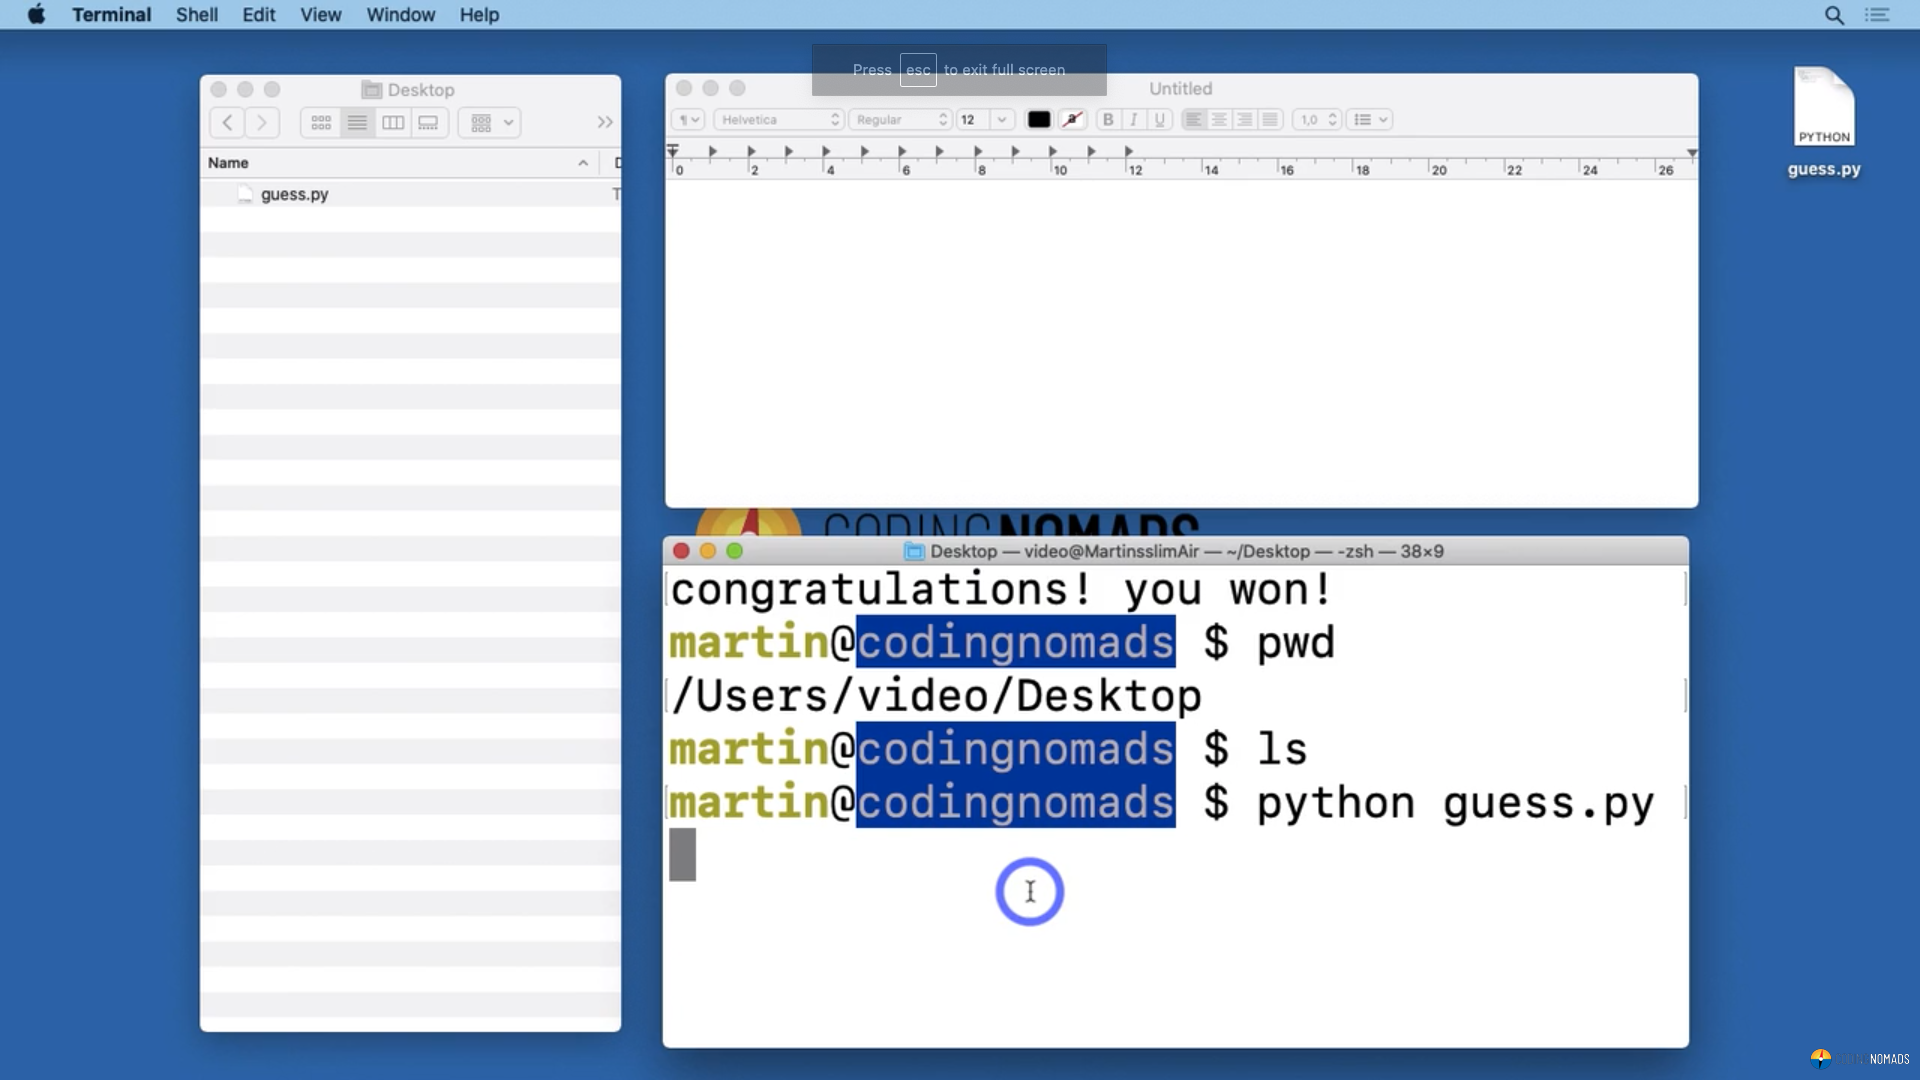 Terminal Shell Edit View Window Help
Press esc to exit full screen
Desktop
Name
guess.py
Untitled
Helvetica Regular 12 a B I U 1,0
0 2 4 6 8 10 12 14 16 18 20 22 24 26
PYTHON
guess.py
CODINGNOMADS
Desktop — video@MartinsslimAir — ~/Desktop — -zsh — 38×9
congratulations! you won!
martin@codingnomads $ pwd
/Users/video/Desktop
martin@codingnomads $ ls
martin@codingnomads $ python guess.py
NOMADS